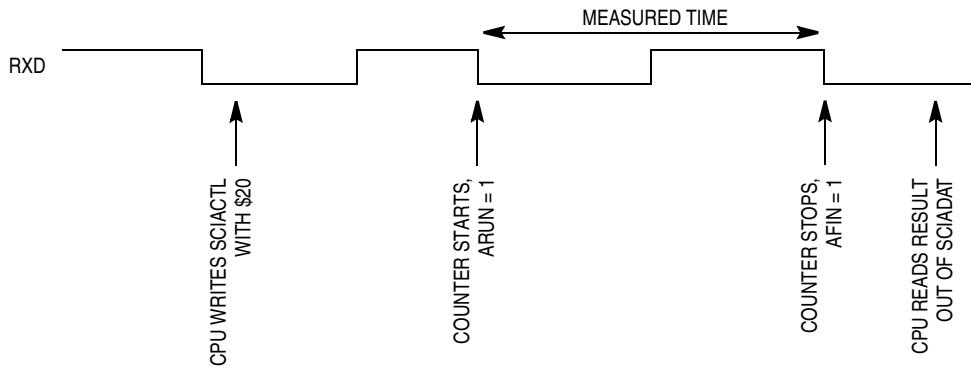 MEASURED TIME
RXD
CPU WRITES SCIACTL
WITH $20
COUNTER STARTS,
ARUN = 1
COUNTER STOPS,
AFIN = 1
CPU READS RESULT
OUT OF SCIADAT